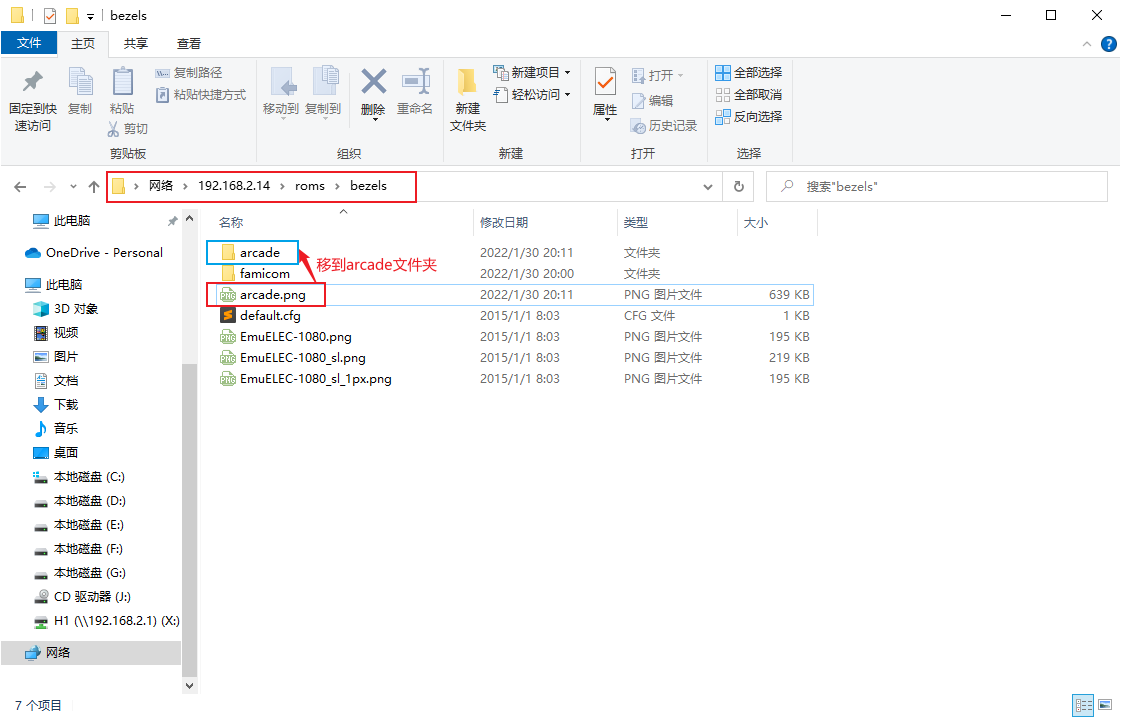 bezels
文件 主页 共享 查看
固定到快速访问
复制
粘贴
复制路径
粘贴快捷方式
剪切
剪贴板
移动到
复制到
删除
重命名
组织
新建
文件夹
新建项目
轻松访问
新建
属性
打开
编辑
历史记录
打开
全部选择
全部取消
反向选择
选择
网络 > 192.168.2.14 > roms > bezels
搜索"bezels"
此电脑
OneDrive - Personal
此电脑
3D 对象
视频
图片
文档
下载
音乐
桌面
本地磁盘 (C:)
本地磁盘 (D:)
本地磁盘 (E:)
本地磁盘 (F:)
本地磁盘 (G:)
CD 驱动器 (J:)
H1 (\\192.168.2.1) (X:)
网络
名称 修改日期 类型 大小
arcade 2022/1/30 20:11 文件夹
移到arcade文件夹
famicom 2022/1/30 20:00 文件夹
arcade.png 2022/1/30 20:11 PNG 图片文件 639 KB
default.cfg 2015/1/1 8:03 CFG 文件 1 KB
EmuELEC-1080.png 2015/1/1 8:03 PNG 图片文件 195 KB
EmuELEC-1080_sl.png 2015/1/1 8:03 PNG 图片文件 219 KB
EmuELEC-1080_sl_1px.png 2015/1/1 8:03 PNG 图片文件 195 KB
7 个项目